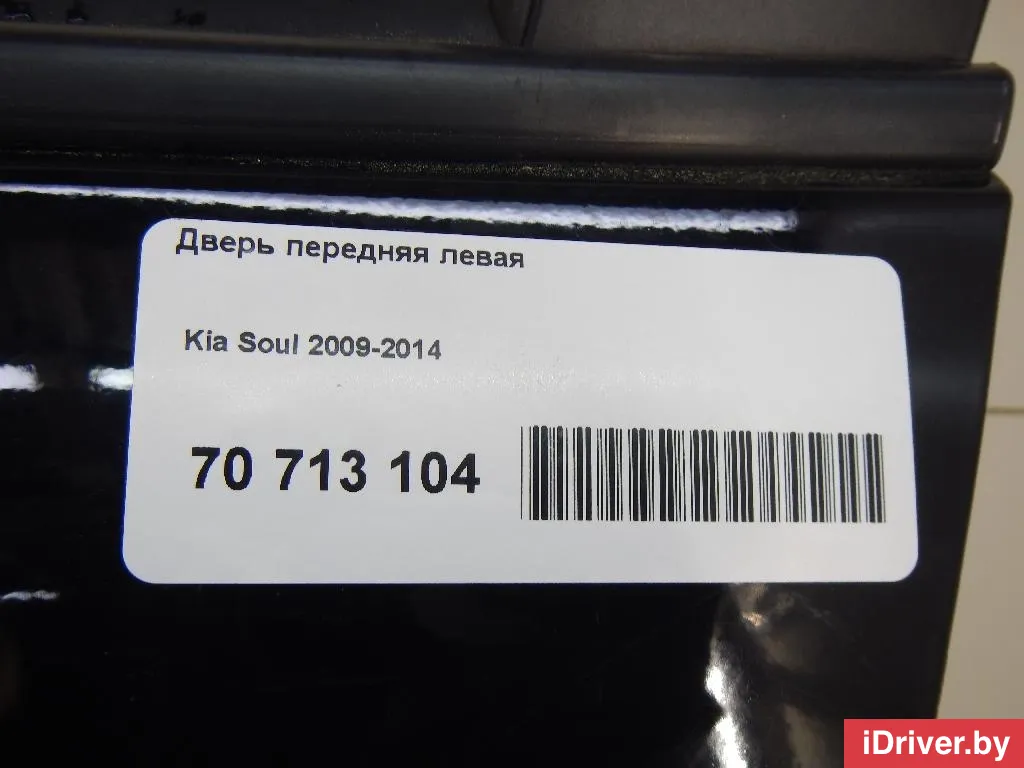 Дверь передняя левая
Kia Soul 2009-2014
70 713 104
iDriver.by